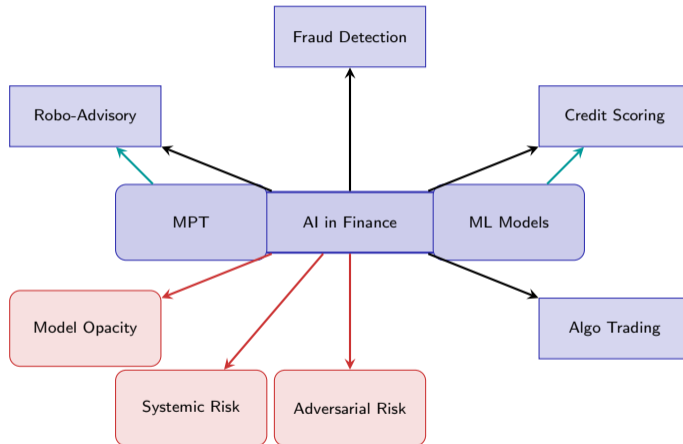 Fraud Detection
Robo-Advisory
Credit Scoring
MPT
AI in Finance
ML Models
Model Opacity
Algo Trading
Systemic Risk
Adversarial Risk